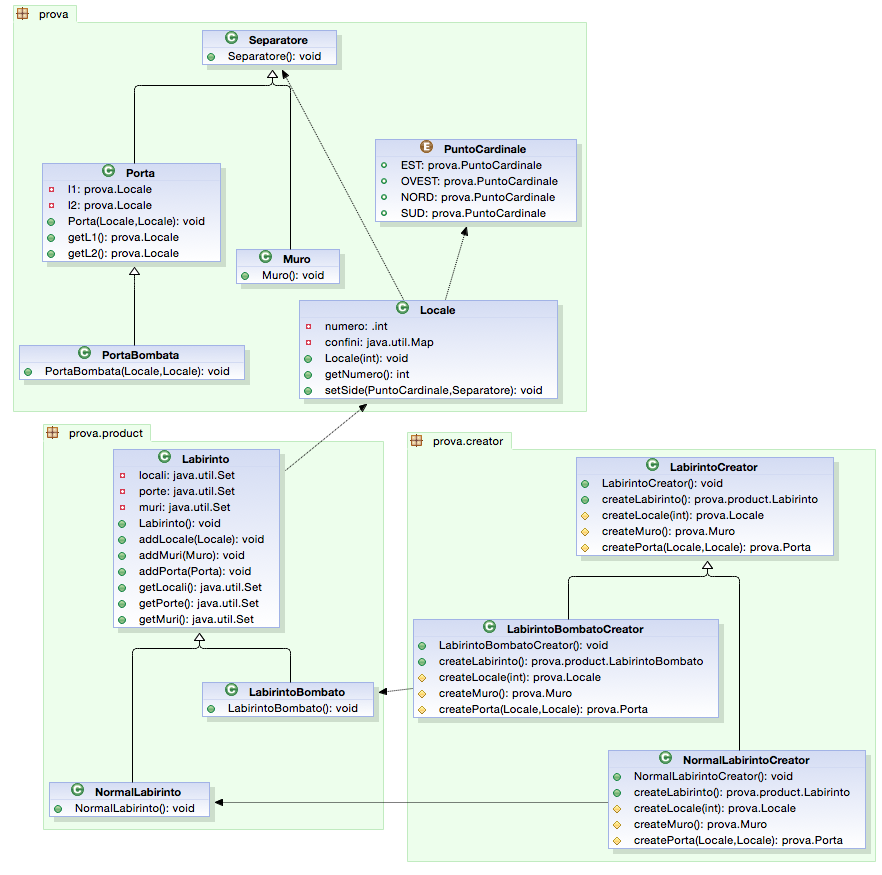 prova
Separatore
Separatore(): void
PuntoCardinale
EST: prova.PuntoCardinale
OVEST: prova.PuntoCardinale
NORD: prova.PuntoCardinale
SUD: prova.PuntoCardinale
Porta
l1: prova.Locale
l2: prova.Locale
Porta(Locale,Locale): void
getL1(): prova.Locale
getL2(): prova.Locale
Muro
Muro(): void
Locale
numero: .int
confini: java.util.Map
Locale(int): void
getNumero(): int
setSide(PuntoCardinale,Separatore): void
PortaBombata
PortaBombata(Locale,Locale): void
prova.product
Labirinto
locali: java.util.Set
porte: java.util.Set
muri: java.util.Set
Labirinto(): void
addLocale(Locale): void
addMuri(Muro): void
addPorta(Porta): void
getLocali(): java.util.Set
getPorte(): java.util.Set
getMuri(): java.util.Set
LabirintoBombato
LabirintoBombato(): void
NormalLabirinto
NormalLabirinto(): void
prova.creator
LabirintoCreator
LabirintoCreator(): void
createLabirinto(): prova.product.Labirinto
createLocale(int): prova.Locale
createMuro(): prova.Muro
createPorta(Locale,Locale): prova.Porta
LabirintoBombatoCreator
LabirintoBombatoCreator(): void
createLabirinto(): prova.product.LabirintoBombato
createLocale(int): prova.Locale
createMuro(): prova.Muro
createPorta(Locale,Locale): prova.Porta
NormalLabirintoCreator
NormalLabirintoCreator(): void
createLabirinto(): prova.product.Labirinto
createLocale(int): prova.Locale
createMuro(): prova.Muro
createPorta(Locale,Locale): prova.Porta